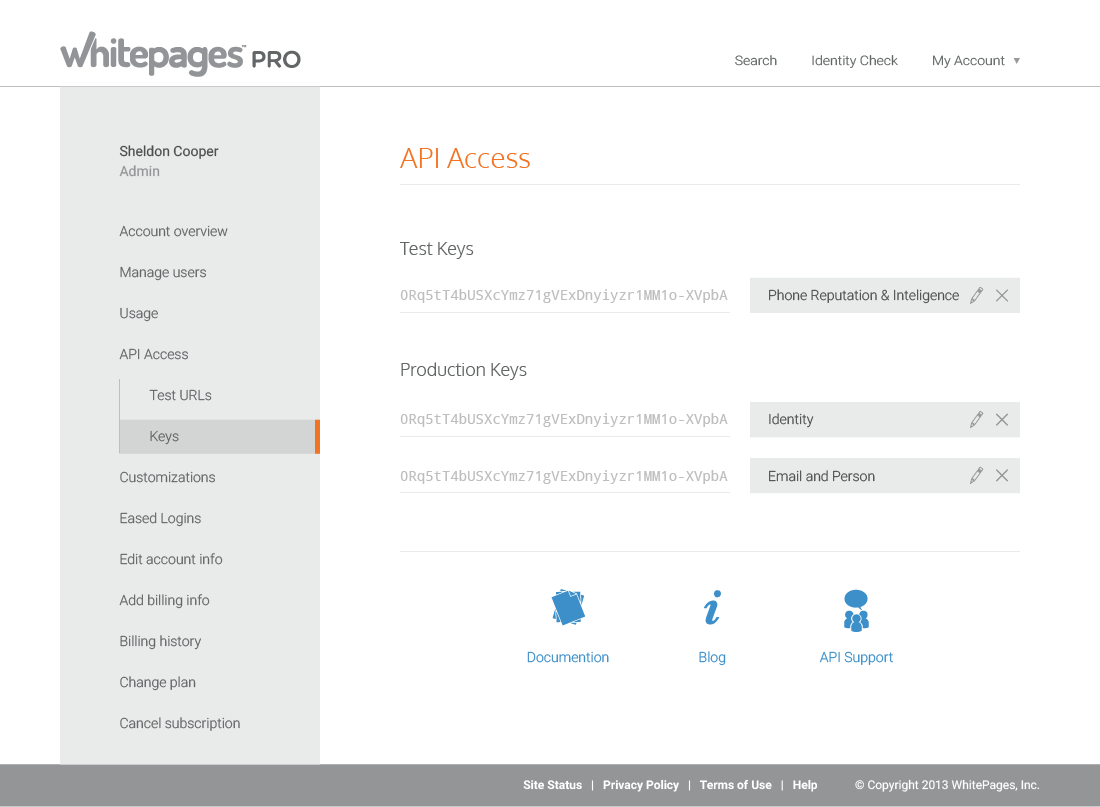 whitepages™ PRO
Search Identity Check My Account ▼
Sheldon Cooper
Admin
Account overview
Manage users
Usage
API Access
Test URLs
Keys
Customizations
Eased Logins
Edit account info
Add billing info
Billing history
Change plan
Cancel subscription
API Access
Test Keys
0Rq5tT4bUSXcYmz71gVExDnyiyzr1MM1o-XVpbA Phone Reputation & Inteligence
Production Keys
0Rq5tT4bUSXcYmz71gVExDnyiyzr1MM1o-XVpbA Identity
0Rq5tT4bUSXcYmz71gVExDnyiyzr1MM1o-XVpbA Email and Person
Documention Blog API Support
Site Status | Privacy Policy | Terms of Use | Help © Copyright 2013 WhitePages, Inc.